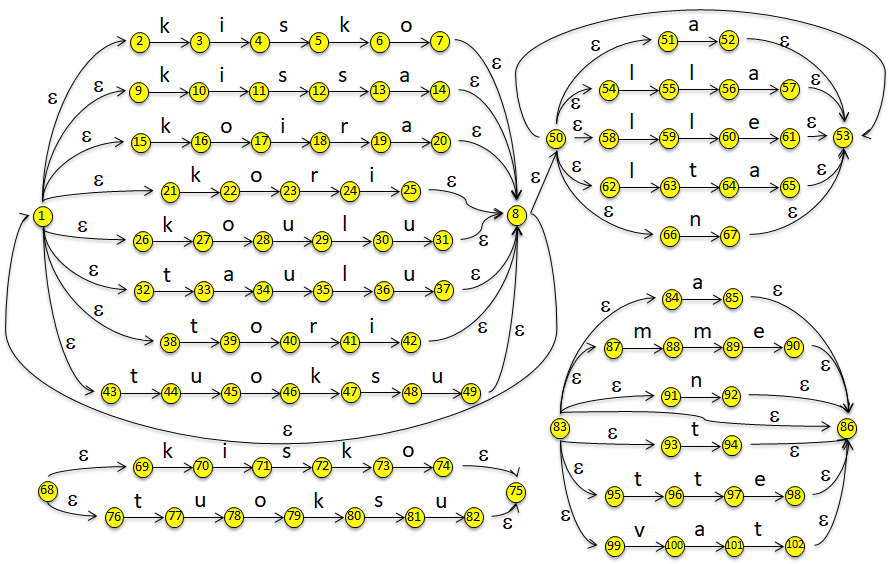 k i s k o
ε 2 3 4 5 6 7 ε
k i s s a
ε 9 10 11 12 13 14 ε
k o i r a
ε 15 16 17 18 19 20 ε
k o r i
ε 21 22 23 24 25 ε
1 8
k o u l u
ε 26 27 28 29 30 31 ε
t a u l u
ε 32 33 34 35 36 37 ε
t o r i
ε 38 39 40 41 42 ε
t u o k s u
ε 43 44 45 46 47 48 49 ε
ε
ε
a
ε 51 52 ε
l l a
ε 54 55 56 57 ε
l l e
50 ε 58 59 60 61 ε 53
l t a
ε 62 63 64 65 ε
n
ε 66 67 ε
k i s k o
ε 69 70 71 72 73 74 ε
68 75
t u o k s u
ε 76 77 78 79 80 81 82 ε
a
ε 84 85 ε
m m e
ε 87 88 89 90 ε
n
ε 91 92 ε
83 ε 86
t
ε 93 94 ε
t t e
ε 95 96 97 98 ε
v a t
ε 99 100 101 102 ε